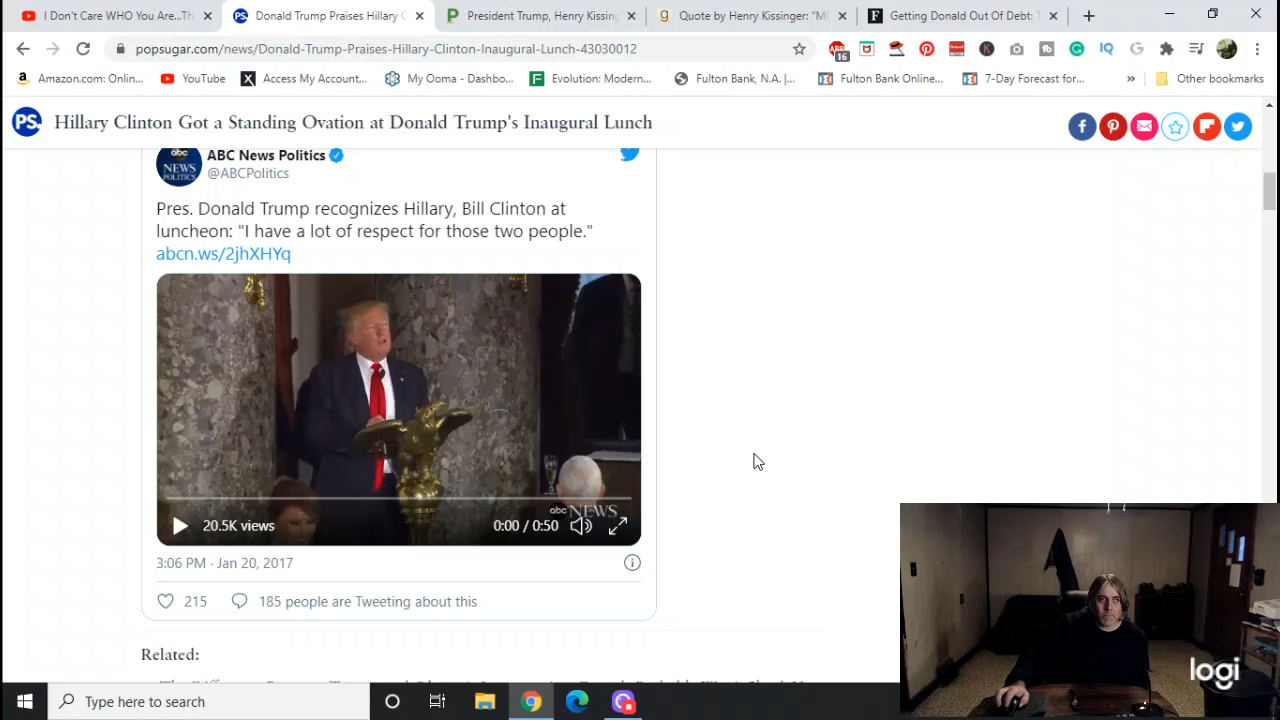 I Don't Care WHO You Are...Th
Donald Trump Praises Hillary C
President Trump, Henry Kissing
Quote by Henry Kissinger: "Mi
Getting Donald Out Of Debt: T
popsugar.com/news/Donald-Trump-Praises-Hillary-Clinton-Inaugural-Lunch-43030012
16
Amazon.com: Onlin...
YouTube
Access My Account...
My Ooma - Dashbo...
Evolution: Modern...
Fulton Bank, N.A. |...
Fulton Bank Online...
7-Day Forecast for...
Other bookmarks
PS. Hillary Clinton Got a Standing Ovation at Donald Trump's Inaugural Lunch
abc NEWS POLITICS
ABC News Politics
@ABCPolitics
Pres. Donald Trump recognizes Hillary, Bill Clinton at
luncheon: "I have a lot of respect for those two people."
abcn.ws/2jhXHYq
abc NEWS
20.5K views
0:00 / 0:50
3:06 PM · Jan 20, 2017
215
185 people are Tweeting about this
Related:
logi
Type here to search